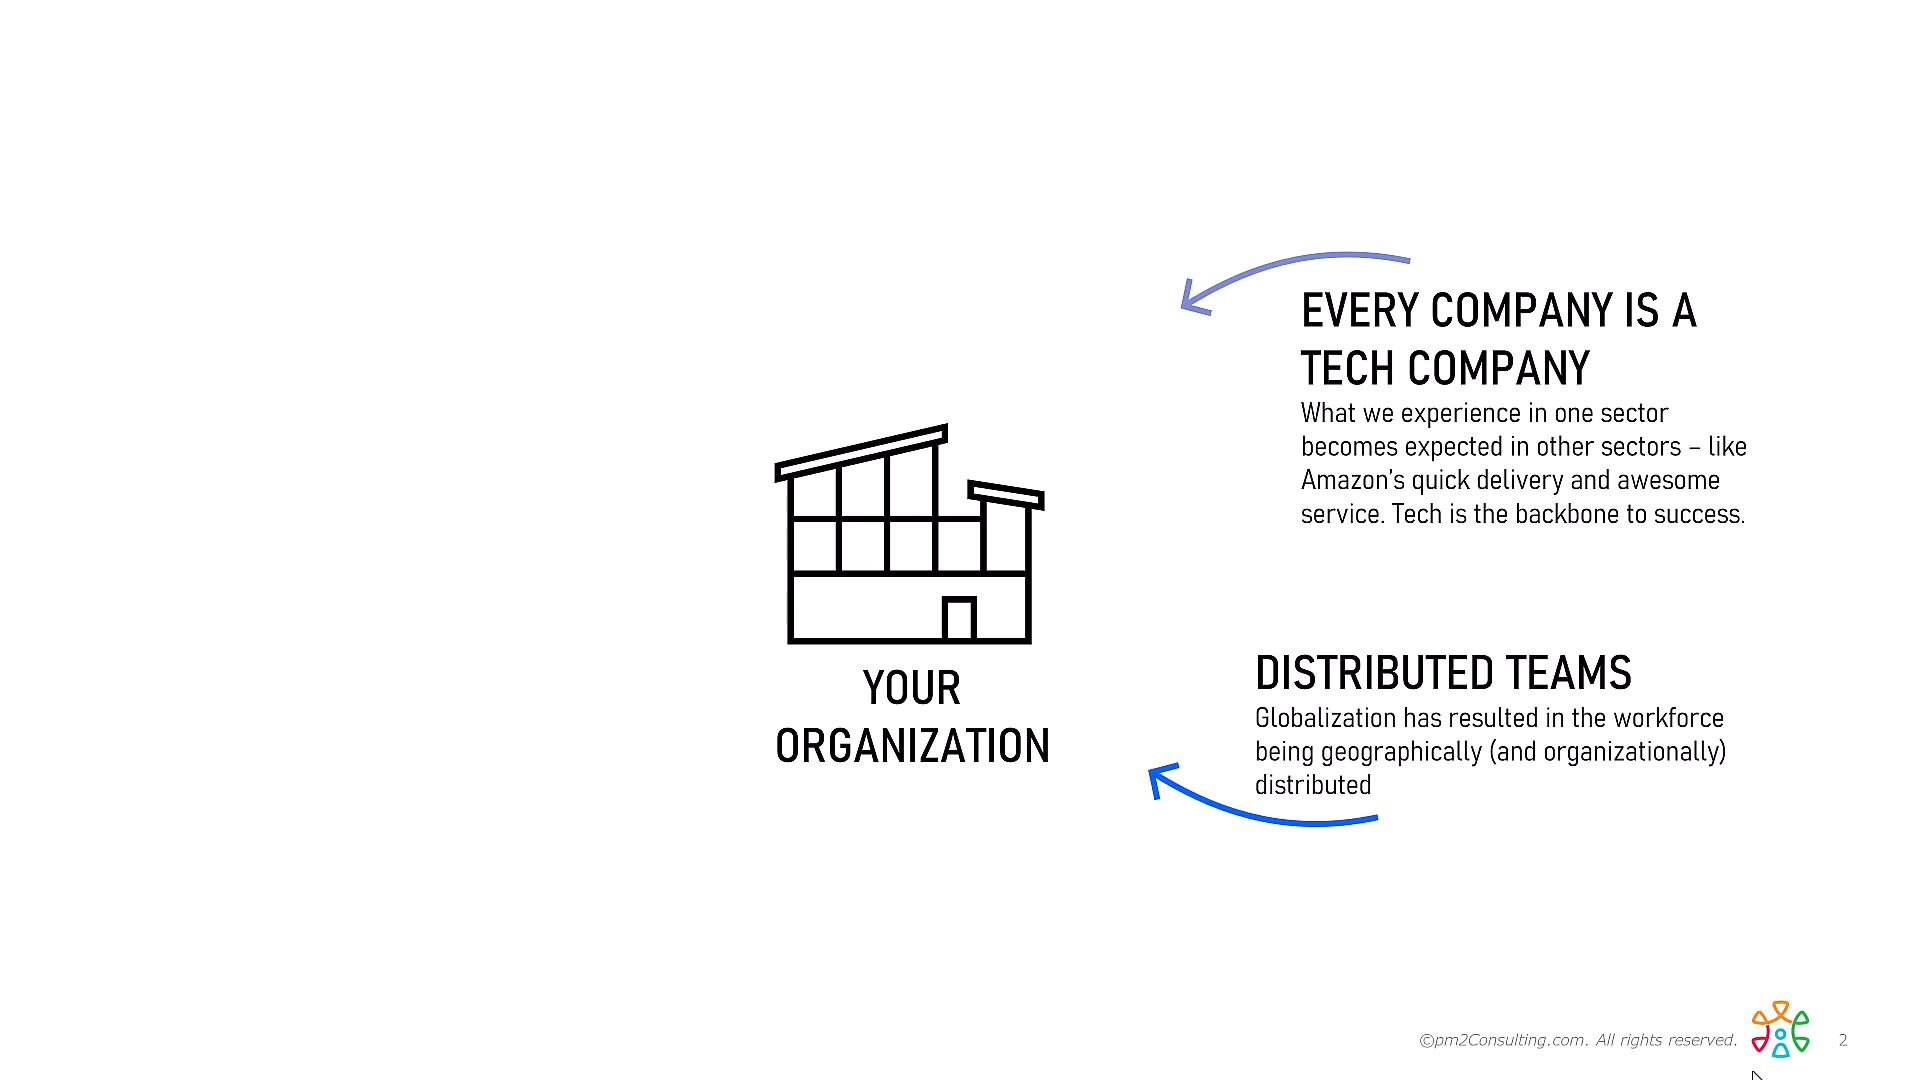 EVERY COMPANY IS A
TECH COMPANY
What we experience in one sector
becomes expected in other sectors – like
Amazon's quick delivery and awesome
service. Tech is the backbone to success.
YOUR
ORGANIZATION
DISTRIBUTED TEAMS
Globalization has resulted in the workforce
being geographically (and organizationally)
distributed
©pm2Consulting.com. All rights reserved.
2